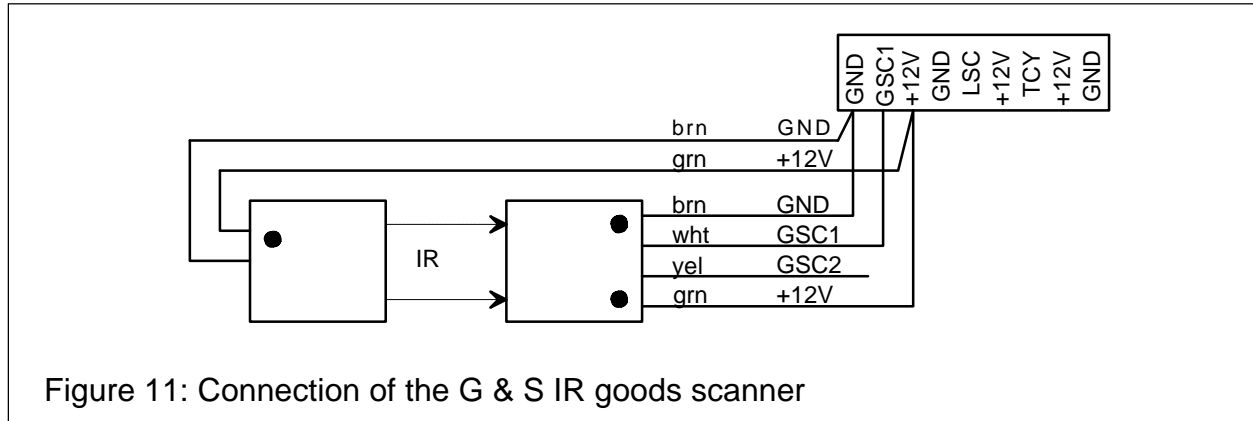 GND GSC1 +12V GND LSC +12V TCY +12V GND
brn GND
grn +12V
brn GND
wht GSC1
IR
yel GSC2
grn +12V
Figure 11: Connection of the G & S IR goods scanner